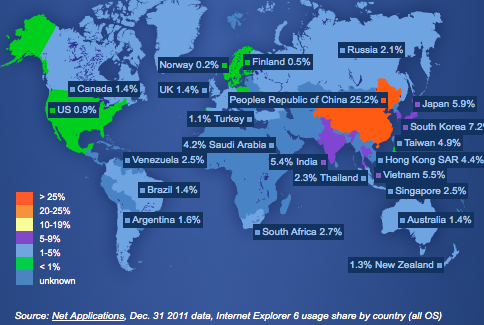 Russia 2.1%
Norway 0.2%
Finland 0.5%
Canada 1.4%
UK 1.4%
Peoples Republic of China 25.2%
US 0.9%
Japan 5.9%
1.1% Turkey
South Korea 7.2
4.2% Saudi Arabia
Taiwan 4.9%
Venezuela 2.5%
5.4% India
Hong Kong SAR 4.4%
2.3% Thailand
Vietnam 5.5%
Brazil 1.4%
Singapore 2.5%
> 25%
20-25%
10-19%
5-9%
1-5%
< 1%
unknown
Argentina 1.6%
South Africa 2.7%
Australia 1.4%
1.3% New Zealand
Source: Net Applications, Dec. 31 2011 data, Internet Explorer 6 usage share by country (all OS)